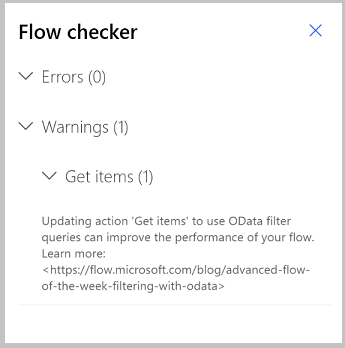 Flow checker
Errors (0)
Warnings (1)
Get items (1)
Updating action 'Get items' to use OData filter
queries can improve the performance of your flow.
Learn more:
<https://flow.microsoft.com/blog/advanced-flow-
of-the-week-filtering-with-odata>